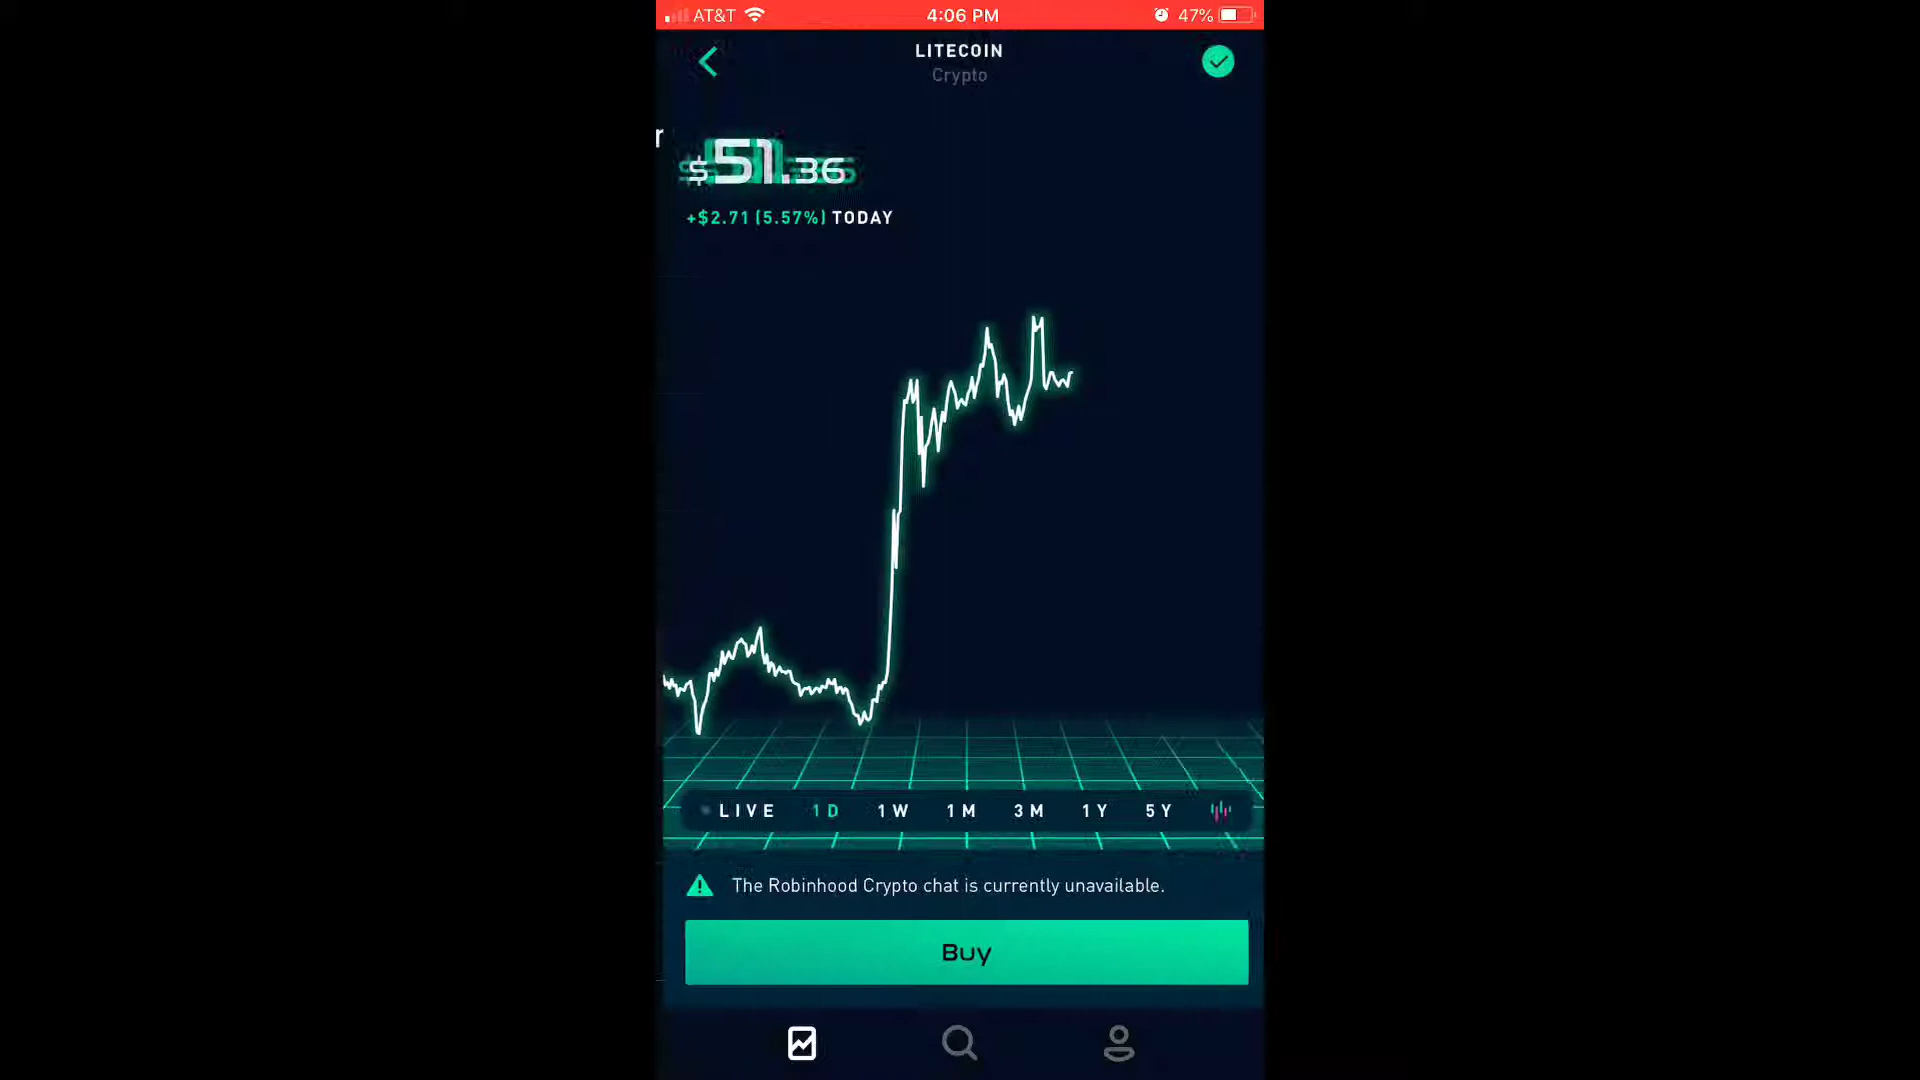 AT&T 4:06 PM 47%
LITECOIN
Crypto
r
$51.36
+$2.71 (5.57%) TODAY
LIVE 1D 1W 1M 3M 1Y 5Y
The Robinhood Crypto chat is currently unavailable.
Buy